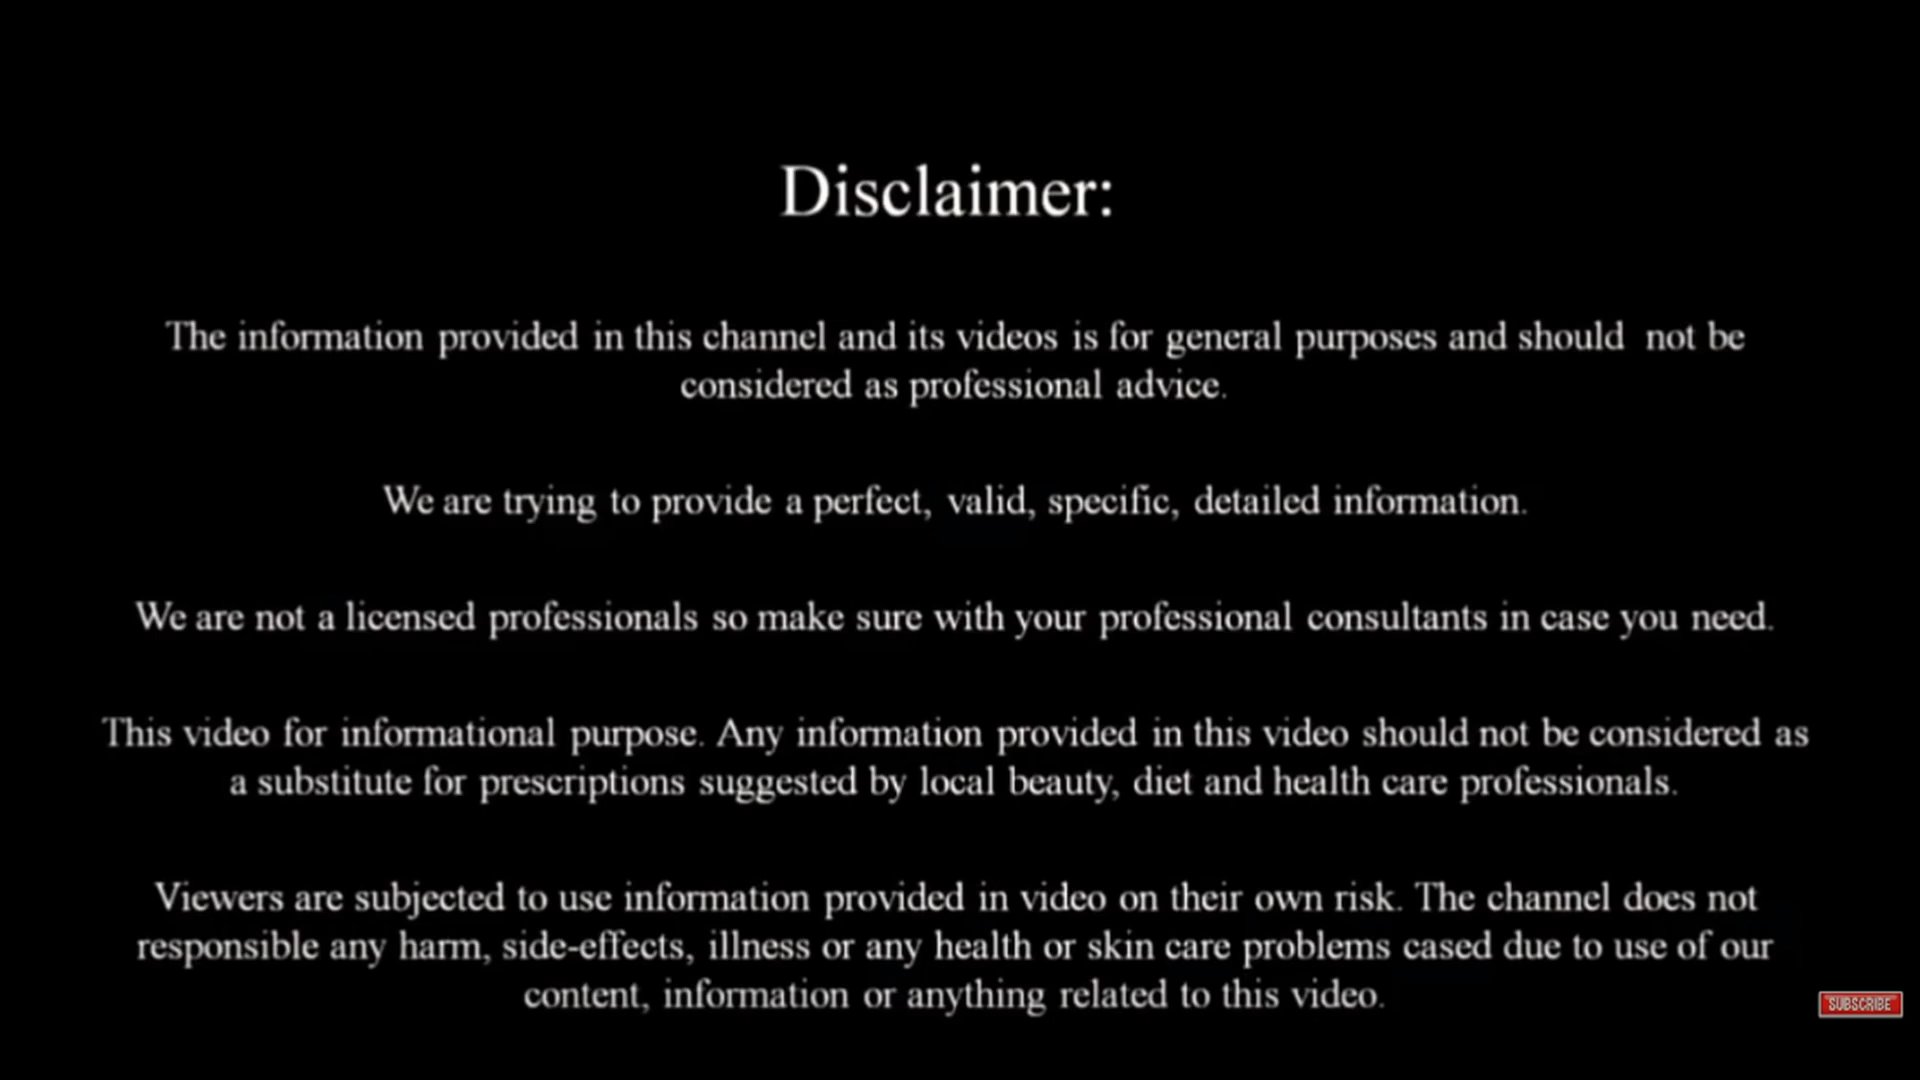 Disclaimer:
The information provided in this channel and its videos is for general purposes and should not be
considered as professional advice.
We are trying to provide a perfect, valid, specific, detailed information.
We are not a licensed professionals so make sure with your professional consultants in case you need.
This video for informational purpose. Any information provided in this video should not be considered as
a substitute for prescriptions suggested by local beauty, diet and health care professionals.
Viewers are subjected to use information provided in video on their own risk. The channel does not
responsible any harm, side-effects, illness or any health or skin care problems cased due to use of our
content, information or anything related to this video.
SUBSCRIBE